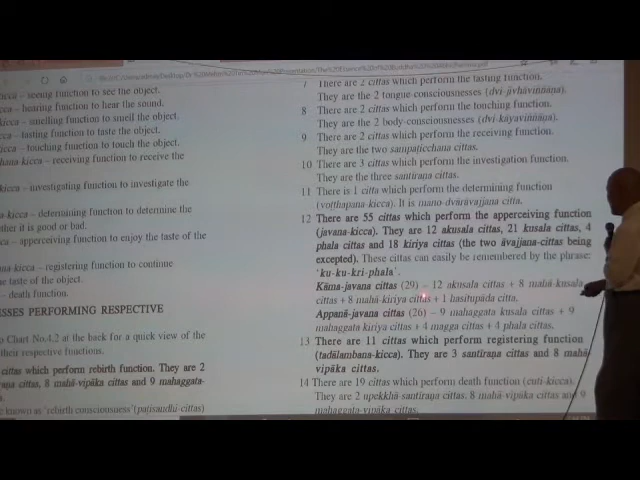 kicca – seeing function to see the object.
cca – hearing function to hear the sound.
kicca – smelling function to smell the object.
cca – tasting function to taste the object.
kicca – touching function to touch the object.
hana-kicca – receiving function to receive the
kicca – investigating function to investigate the
-kicca – determining function to determine the
ther it is good or bad.
cca – apperceiving function to enjoy the taste of the
ana-kicca – registering function to continue
he taste of the object.
– death function.
SSES PERFORMING RESPECTIVE
o Chart No.4.2 at the back for a quick view of the
their respective functions.
cittas which perform rebirth function. They are 2
raṇa cittas, 8 mahā-vipāka cittas and 9 mahaggata-
e known as 'rebirth consciousness' (paṭisandhi-cittas)
7 There are 2 cittas which perform the tasting function.
They are the 2 tongue-consciousnesses (dvi-jivhāviññāṇa).
8 There are 2 cittas which perform the touching function.
They are the 2 body-consciousnesses (dvi-kāyaviññāṇa).
9 There are 2 cittas which perform the receiving function.
They are the two sampaṭicchana cittas.
10 There are 3 cittas which perform the investigation function.
They are the three santīraṇa cittas.
11 There is 1 citta which perform the determining function
(voṭṭhapana-kicca). It is mano-dvārāvajjana citta.
12 There are 55 cittas which perform the apperceiving function
(javana-kicca). They are 12 akusala cittas, 21 kusala cittas, 4
phala cittas and 18 kiriya cittas (the two āvajjana-cittas being
excepted). These cittas can easily be remembered by the phrase:
'ku-ku-kri-phala'.
Kāma-javana cittas (29) – 12 akusala cittas + 8 mahā-kusala-
cittas + 8 mahā-kiriya cittas + 1 hasituppāda citta.
Appanā-javana cittas (26) – 9 mahaggata kusala cittas + 9
mahaggata kiriya cittas + 4 magga cittas + 4 phala cittas.
13 There are 11 cittas which perform registering function
(tadālambana-kicca). They are 3 santīraṇa cittas and 8 mahā-
vipāka cittas.
14 There are 19 cittas which perform death function (cuti-kicca).
They are 2 upekkhā-santīraṇa cittas, 8 mahā-vipāka cittas and 9
mahaggata-vipāka cittas.